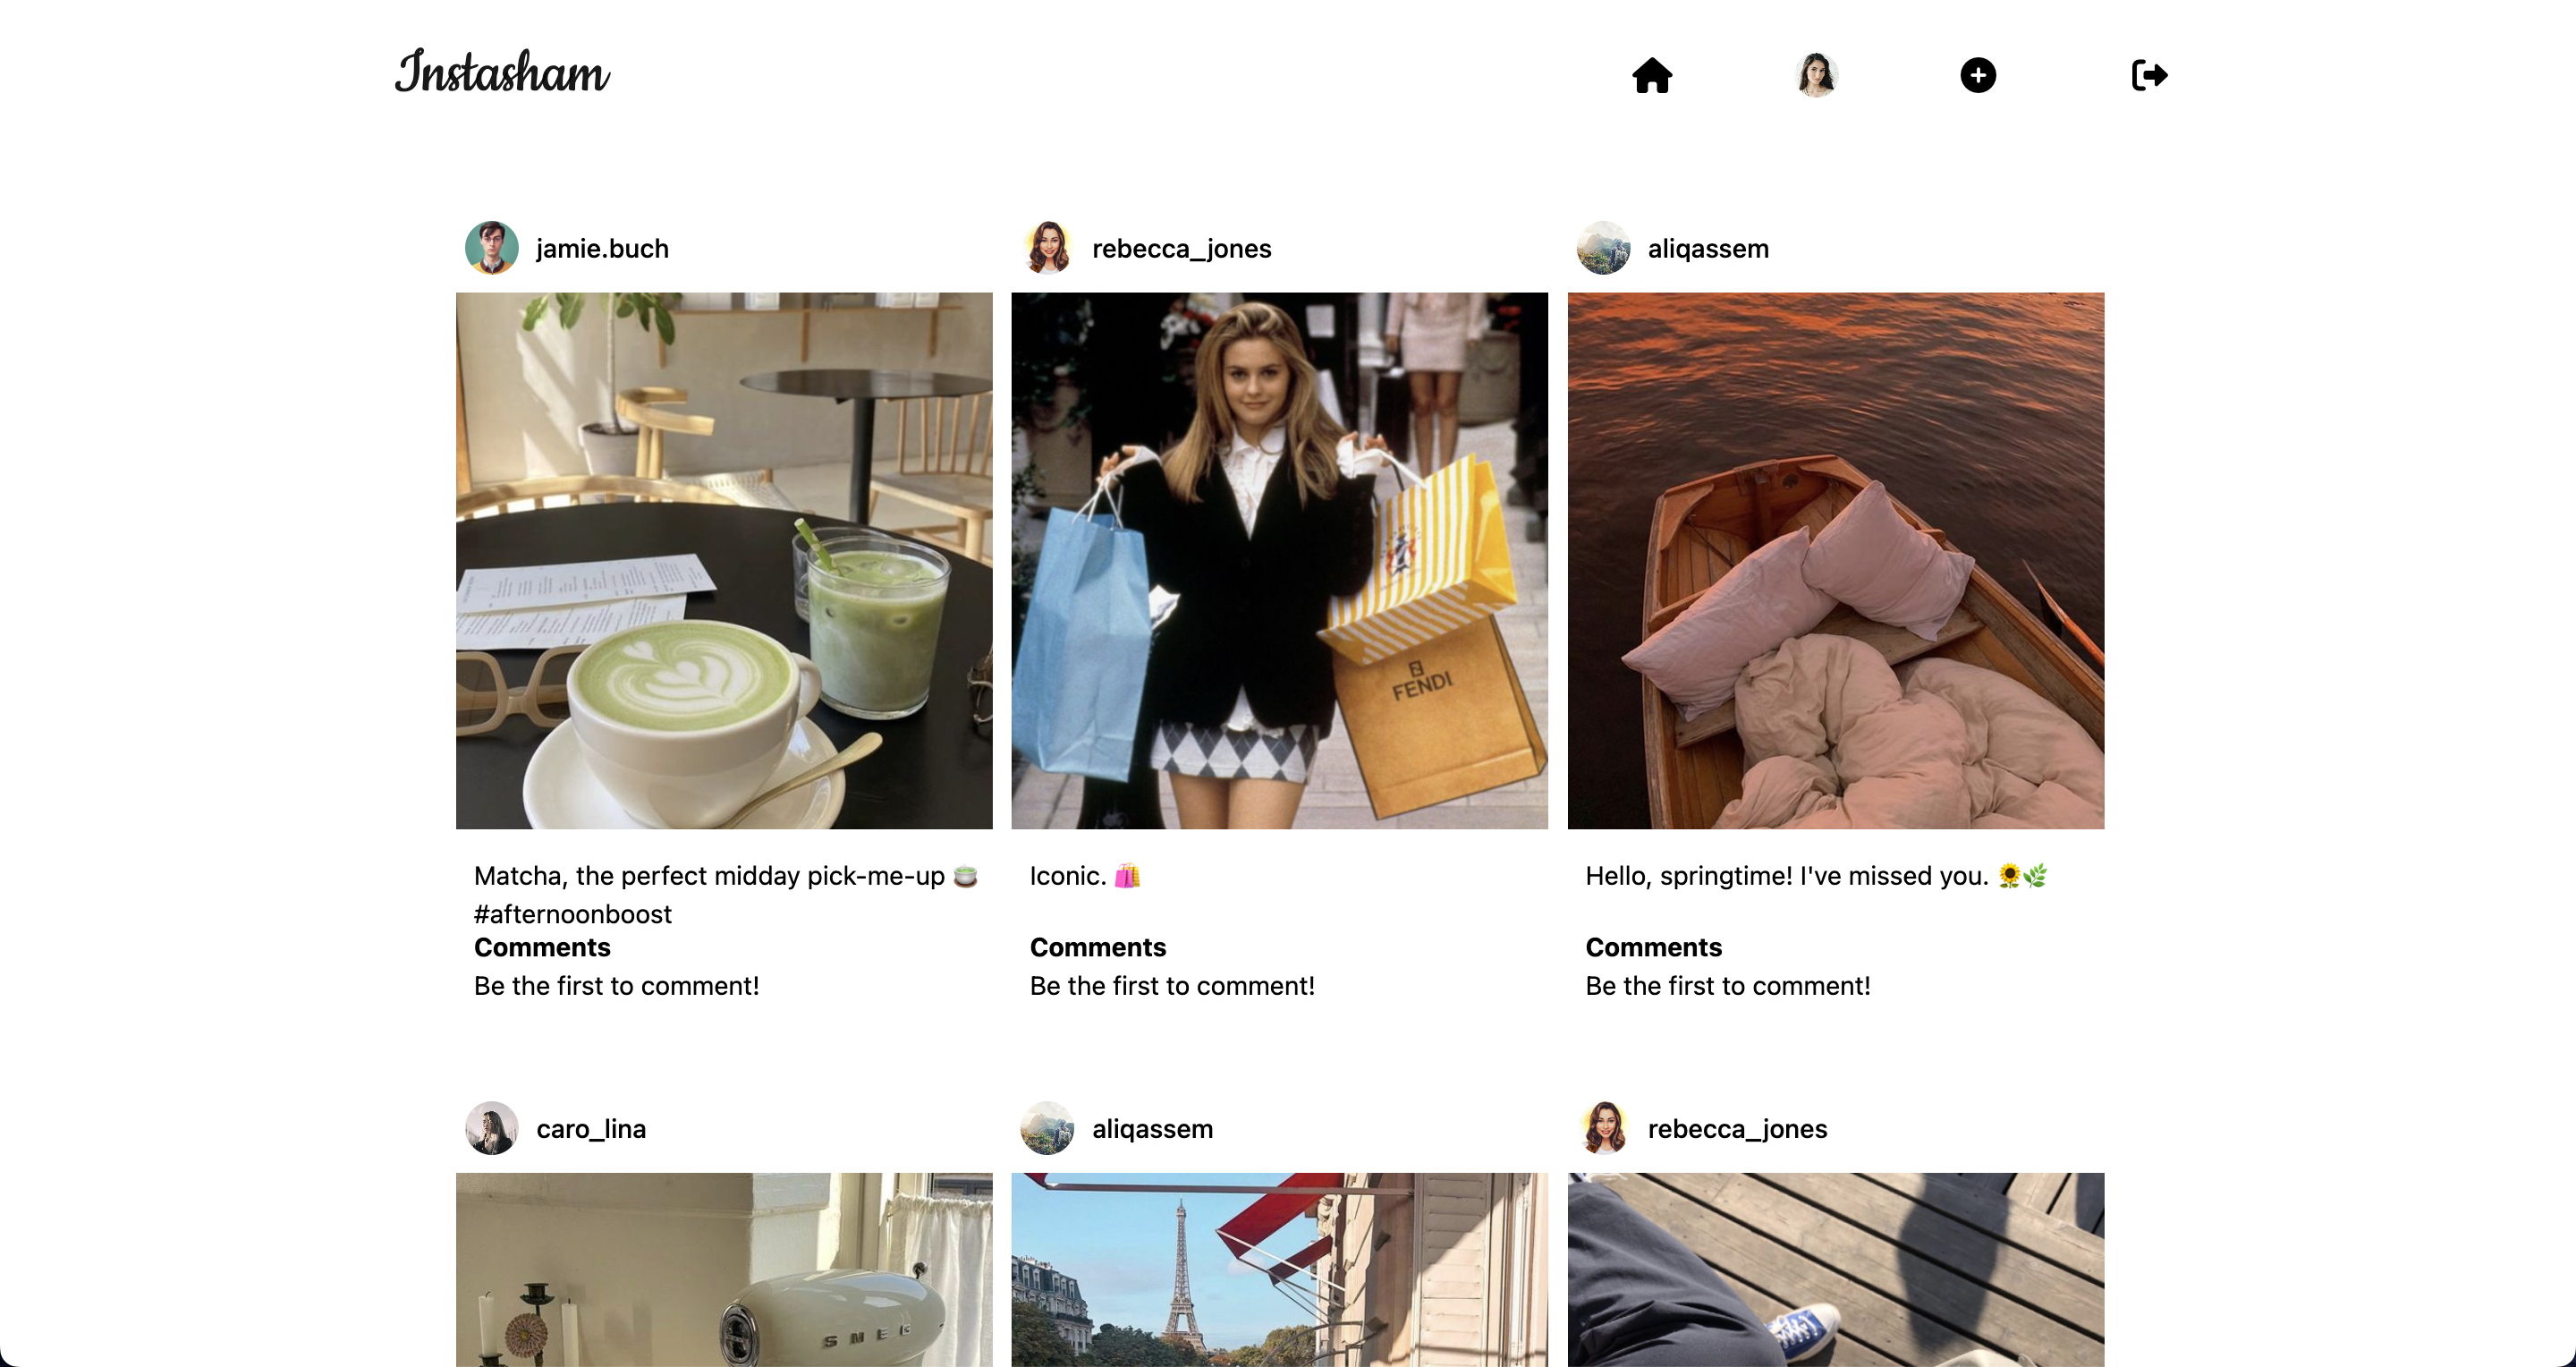 Instasham
jamie.buch
rebecca_jones
aliqassem
FENDI
Matcha, the perfect midday pick-me-up 🍵
#afternoonboost
Comments
Be the first to comment!
Iconic. 🛍️
Comments
Be the first to comment!
Hello, springtime! I've missed you. 🌻🌿
Comments
Be the first to comment!
caro_lina
aliqassem
rebecca_jones
SMEG